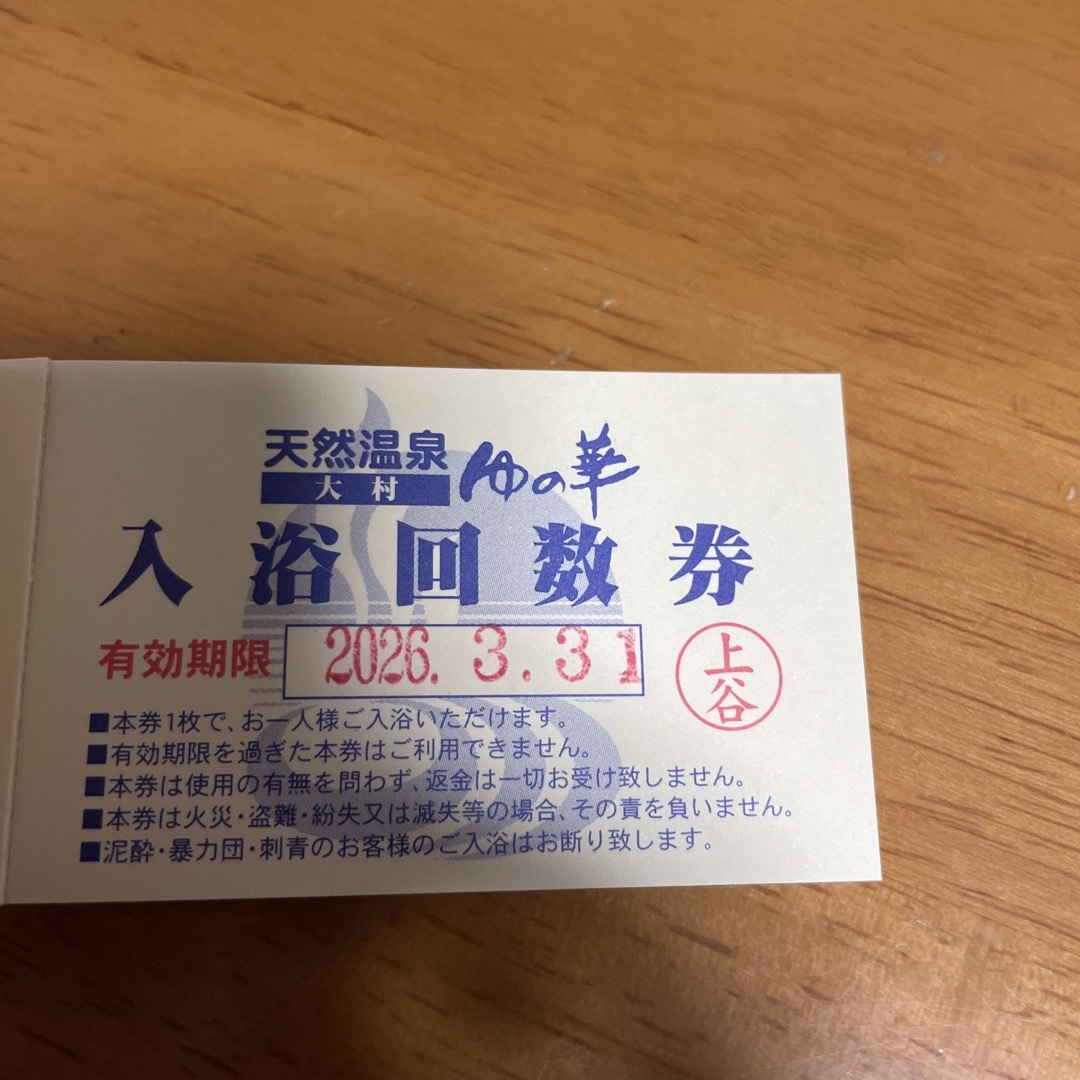 天然温泉
大村
ゆの華
入浴回数券
有効期限 2026. 3. 31
上谷
■本券1枚で、お一人様ご入浴いただけます。
■有効期限を過ぎた本券はご利用できません。
■本券は使用の有無を問わず、返金は一切お受け致しません。
■本券は火災・盗難・紛失又は滅失等の場合、その責を負いません。
■泥酔・暴力団・刺青のお客様のご入浴はお断り致します。